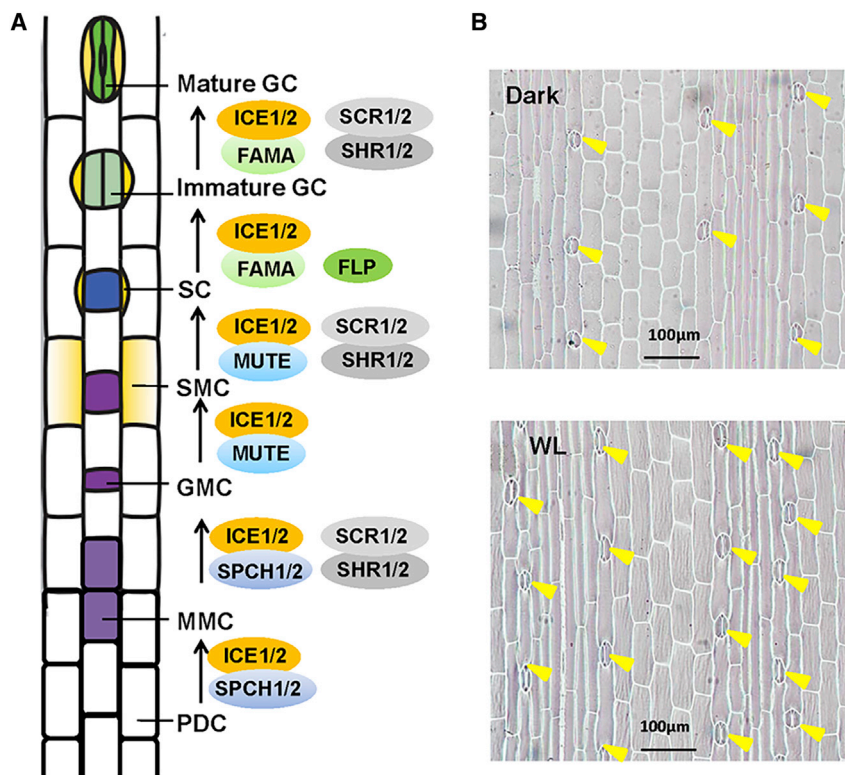 A
Mature GC
ICE1/2 SCR1/2
FAMA SHR1/2
Immature GC
ICE1/2
FAMA FLP
SC
ICE1/2 SCR1/2
MUTE SHR1/2
SMC
ICE1/2
MUTE
GMC
ICE1/2 SCR1/2
SPCH1/2 SHR1/2
MMC
ICE1/2
SPCH1/2
PDC
B
Dark
100μm
WL
100μm